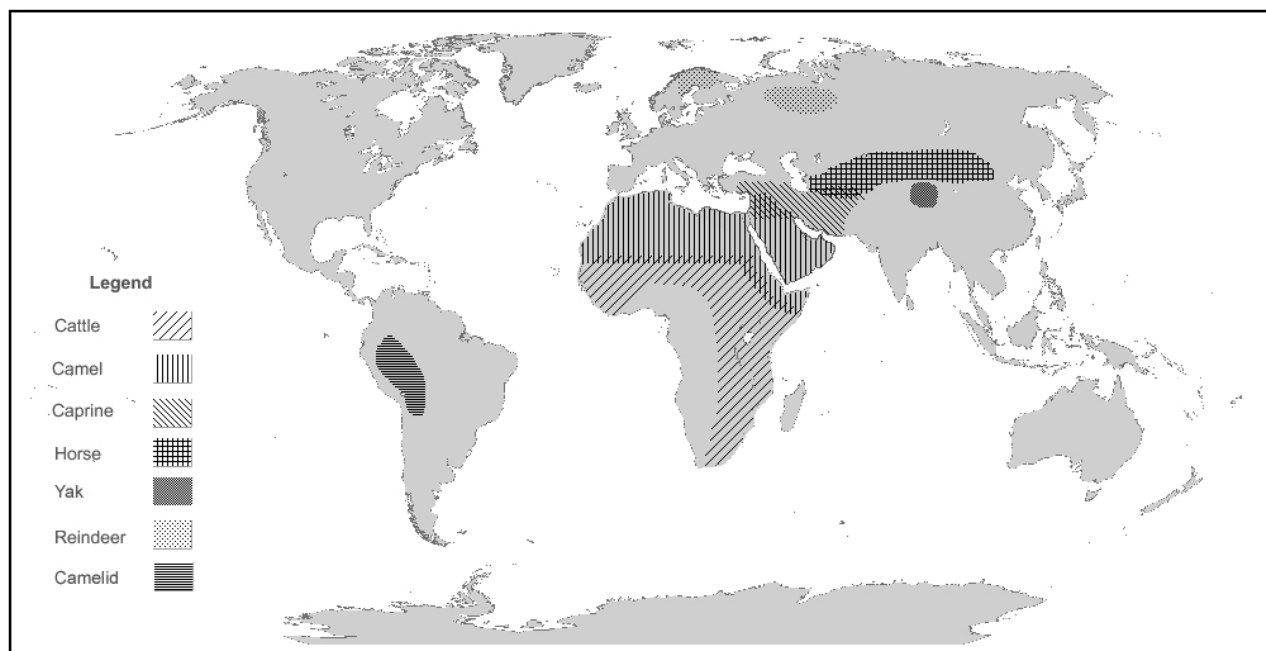 Legend
Cattle
Camel
Caprine
Horse
Yak
Reindeer
Camelid